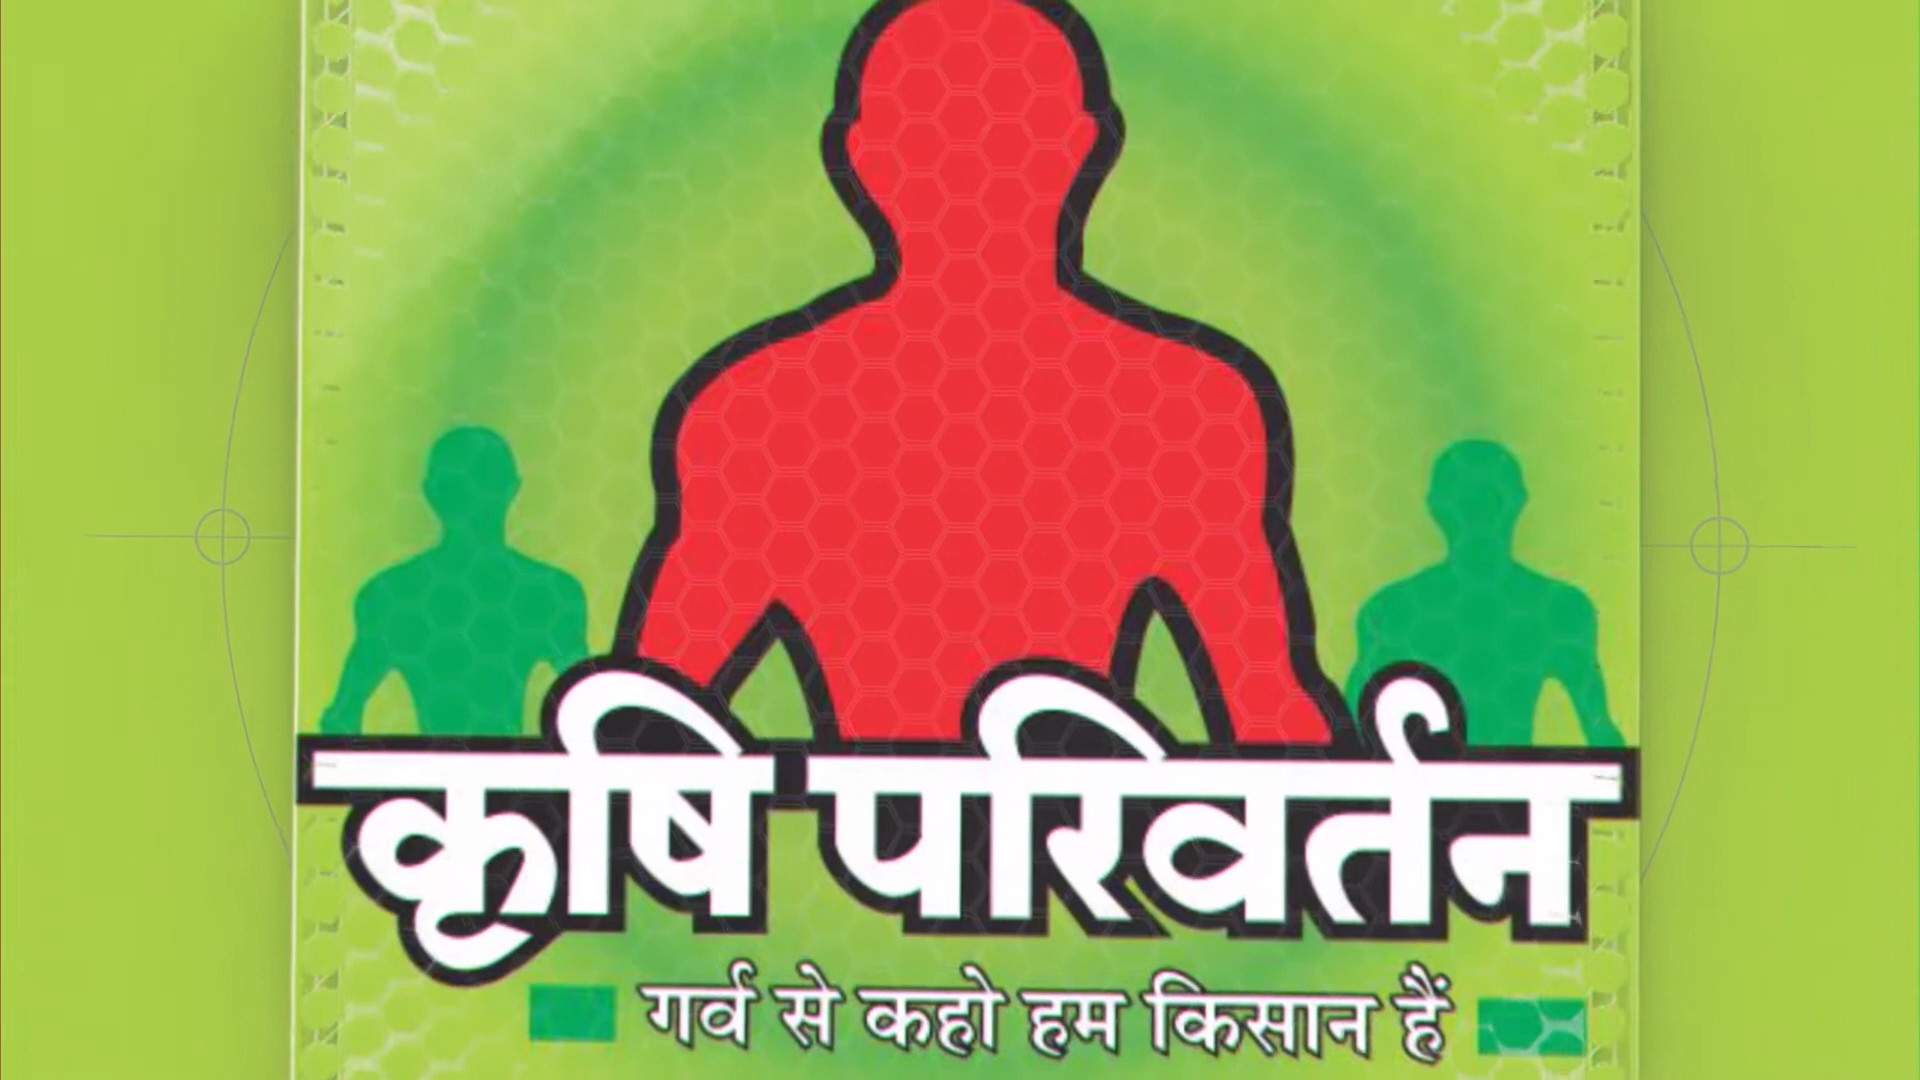 कृषि परिवर्तन
गर्व से कहो हम किसान हैं